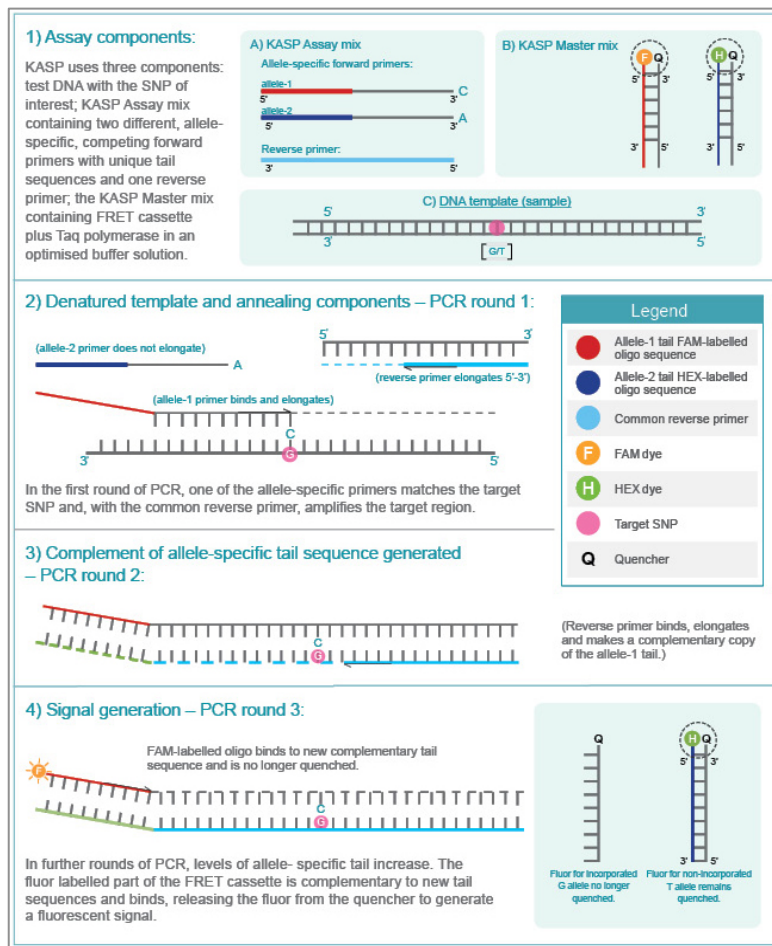 1) Assay components:
KASP uses three components:
test DNA with the SNP of
interest; KASP Assay mix
containing two different, allele-
specific, competing forward
primers with unique tail
sequences and one reverse
primer; the KASP Master mix
containing FRET cassette
plus Taq polymerase in an
optimised buffer solution.
A) KASP Assay mix
Allele-specific forward primers:
allele-1
5' 3' C
allele-2
5' 3' A
Reverse primer:
3' 5'
B) KASP Master mix
F Q H Q
3' 5' 3' 5'
C) DNA template (sample)
5' 3'
3' 5'
[ G/T ]
2) Denatured template and annealing components – PCR round 1:
(allele-2 primer does not elongate)
A
5' 3'
(reverse primer elongates 5'-3')
(allele-1 primer binds and elongates)
C
G
3' 5'
In the first round of PCR, one of the allele-specific primers matches the target
SNP and, with the common reverse primer, amplifies the target region.
Legend
Allele-1 tail FAM-labelled
oligo sequence
Allele-2 tail HEX-labelled
oligo sequence
Common reverse primer
F FAM dye
H HEX dye
Target SNP
Q Quencher
3) Complement of allele-specific tail sequence generated
– PCR round 2:
C
G
(Reverse primer binds, elongates
and makes a complementary copy
of the allele-1 tail.)
4) Signal generation – PCR round 3:
FAM-labelled oligo binds to new complementary tail
sequence and is no longer quenched.
F
C
G
In further rounds of PCR, levels of allele- specific tail increase. The
fluor labelled part of the FRET cassette is complementary to new tail
sequences and binds, releasing the fluor from the quencher to generate
a fluorescent signal.
Q
H Q
5' 3'
3' 5'
Fluor for incorporated
G allele no longer
quenched.
Fluor for non-incorporated
T allele remains
quenched.